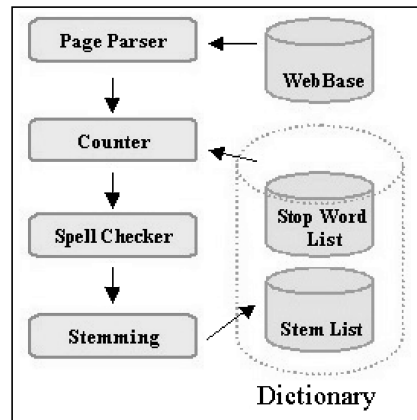 Page Parser
WebBase
Counter
Stop Word
List
Spell Checker
Stemming
Stem List
Dictionary